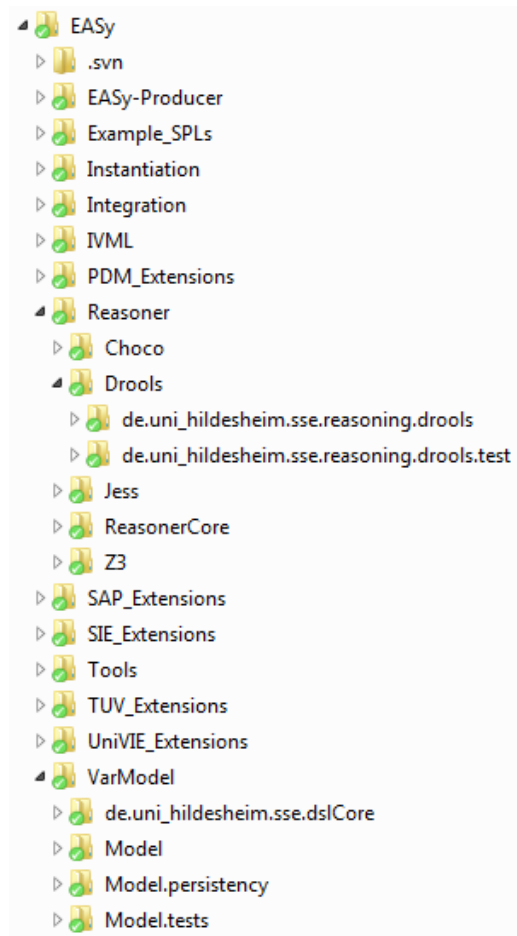 EASy
.svn
EASy-Producer
Example_SPLs
Instantiation
Integration
IVML
PDM_Extensions
Reasoner
Choco
Drools
de.uni_hildesheim.sse.reasoning.drools
de.uni_hildesheim.sse.reasoning.drools.test
Jess
ReasonerCore
Z3
SAP_Extensions
SIE_Extensions
Tools
TUV_Extensions
UniVIE_Extensions
VarModel
de.uni_hildesheim.sse.dslCore
Model
Model.persistency
Model.tests